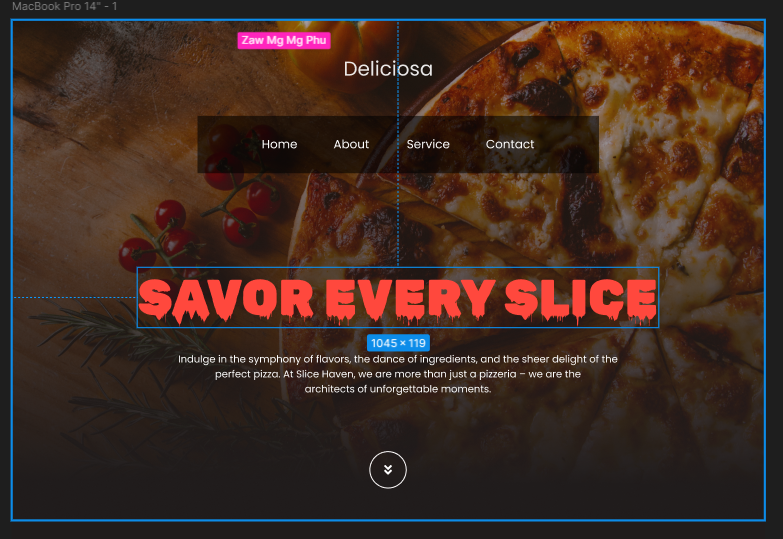 MacBook Pro 14" - 1
Zaw Mg Mg Phu
Deliciosa
Home About Service Contact
SAVOR EVERY SLICE
1045 × 119
Indulge in the symphony of flavors, the dance of ingredients, and the sheer delight of the
perfect pizza. At Slice Haven, we are more than just a pizzeria – we are the
architects of unforgettable moments.